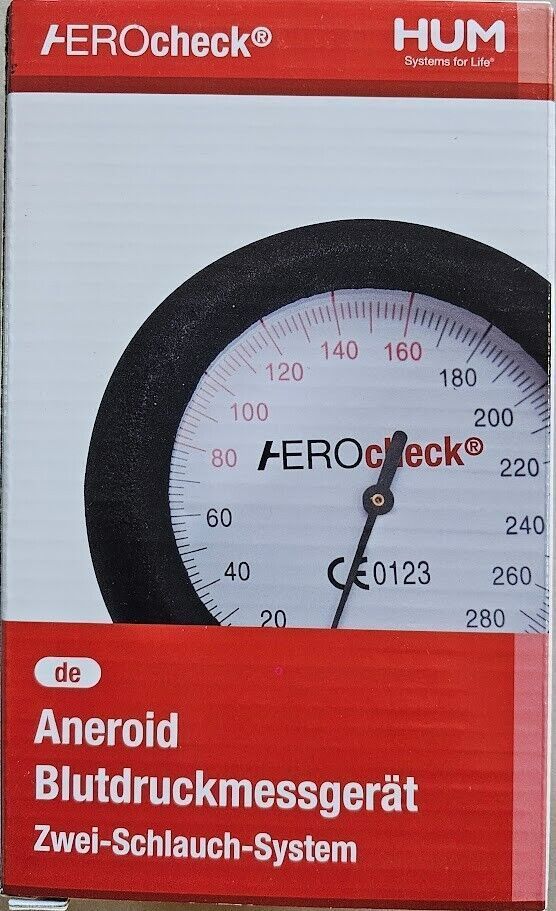 AEROcheck®
HUM
Systems for Life®
140 160
120 180
100 200
80 AEROcheck® 220
60 240
40 CE0123 260
20 280
de
Aneroid
Blutdruckmessgerät
Zwei-Schlauch-System